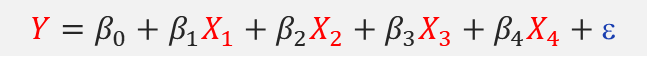 Y = β₀ + β₁X₁ + β₂X₂ + β₃X₃ + β₄X₄ + ε